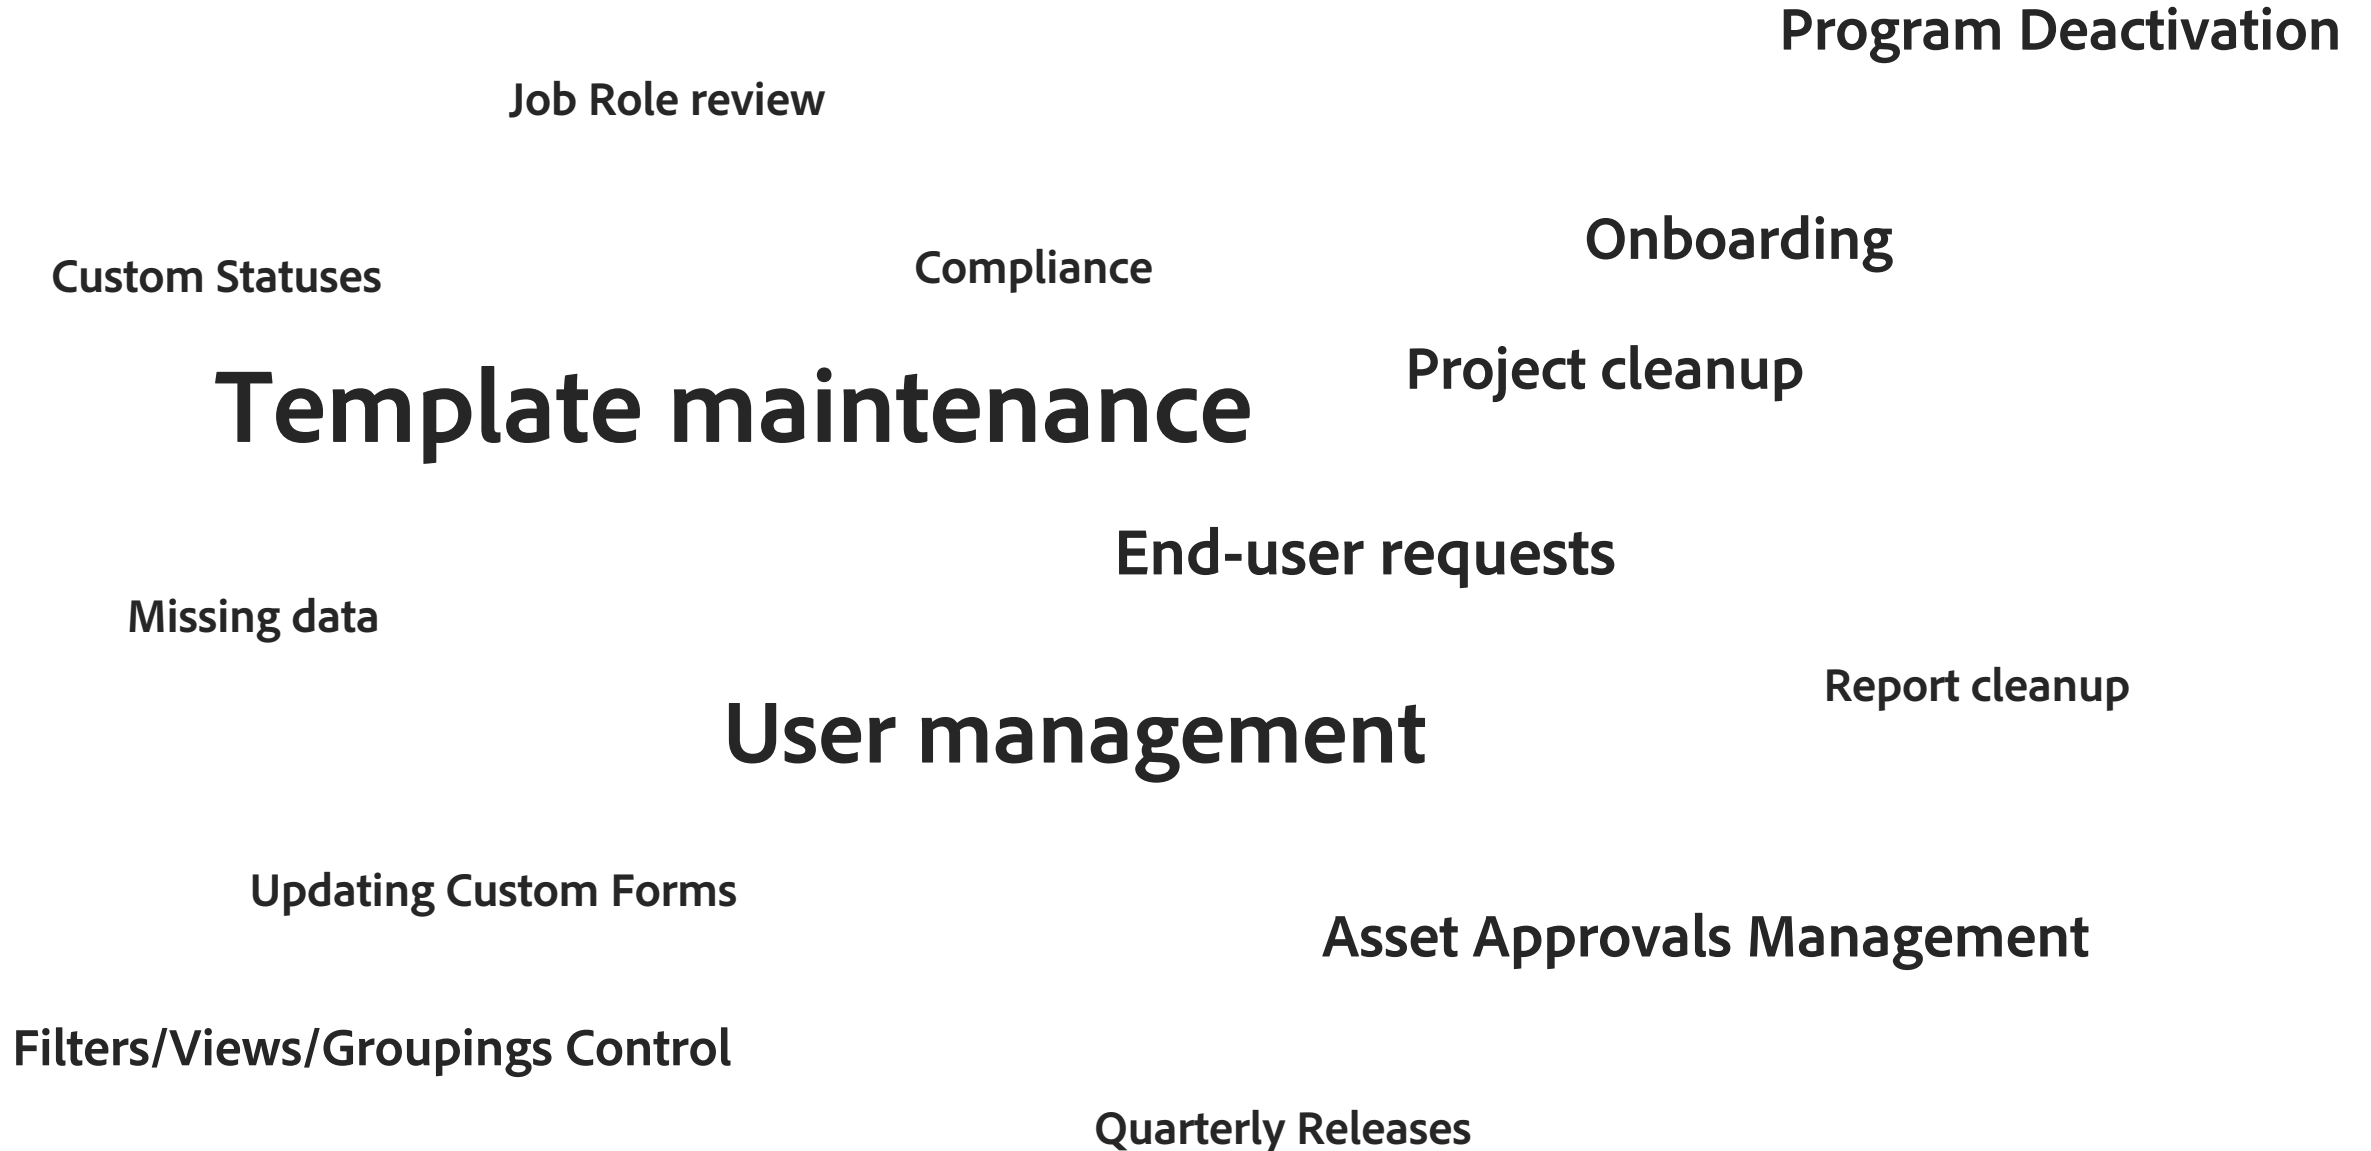 Program Deactivation
Job Role review
Onboarding
Custom Statuses
Compliance
Project cleanup
Template maintenance
End-user requests
Missing data
Report cleanup
User management
Updating Custom Forms
Asset Approvals Management
Filters/Views/Groupings Control
Quarterly Releases